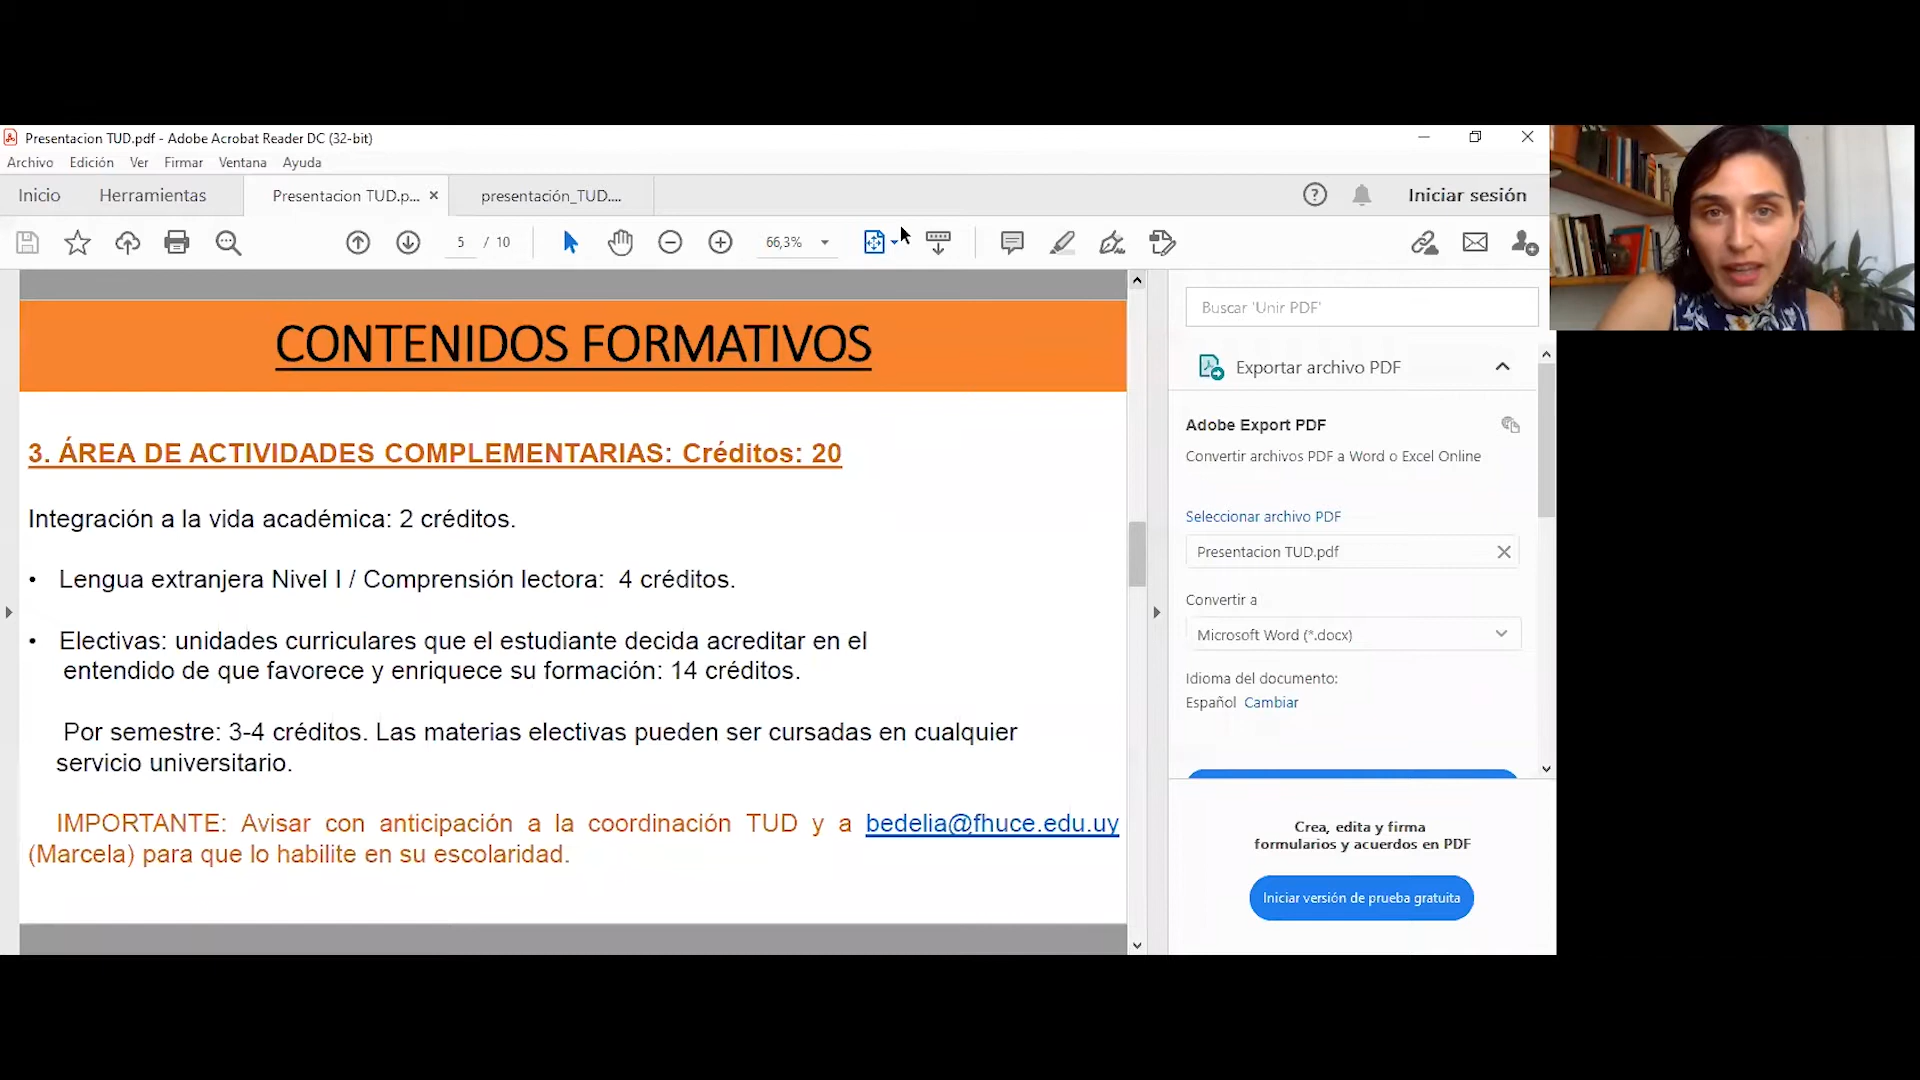 Presentacion TUD.pdf - Adobe Acrobat Reader DC (32-bit)
Archivo Edición Ver Firmar Ventana Ayuda
Inicio Herramientas Presentacion TUD.p... presentación_TUD.... Iniciar sesión
5 / 10 66,3%
CONTENIDOS FORMATIVOS
3. ÁREA DE ACTIVIDADES COMPLEMENTARIAS: Créditos: 20
Integración a la vida académica: 2 créditos.
• Lengua extranjera Nivel I / Comprensión lectora: 4 créditos.
• Electivas: unidades curriculares que el estudiante decida acreditar en el
entendido de que favorece y enriquece su formación: 14 créditos.
Por semestre: 3-4 créditos. Las materias electivas pueden ser cursadas en cualquier
servicio universitario.
IMPORTANTE: Avisar con anticipación a la coordinación TUD y a bedelia@fhuce.edu.uy
(Marcela) para que lo habilite en su escolaridad.
Buscar 'Unir PDF'
Exportar archivo PDF
Adobe Export PDF
Convertir archivos PDF a Word o Excel Online
Seleccionar archivo PDF
Presentacion TUD.pdf
Convertir a
Microsoft Word (*.docx)
Idioma del documento:
Español Cambiar
Crea, edita y firma
formularios y acuerdos en PDF
Iniciar versión de prueba gratuita